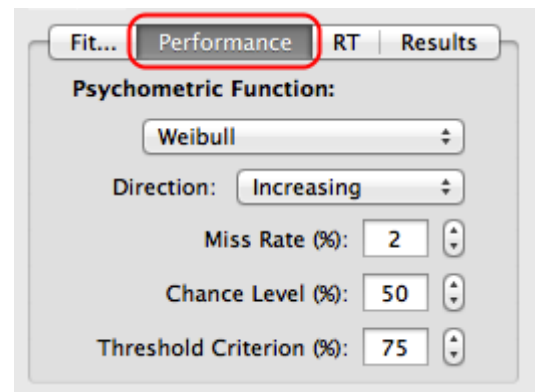 Fit... Performance RT Results
Psychometric Function:
Weibull
Direction: Increasing
Miss Rate (%): 2
Chance Level (%): 50
Threshold Criterion (%): 75